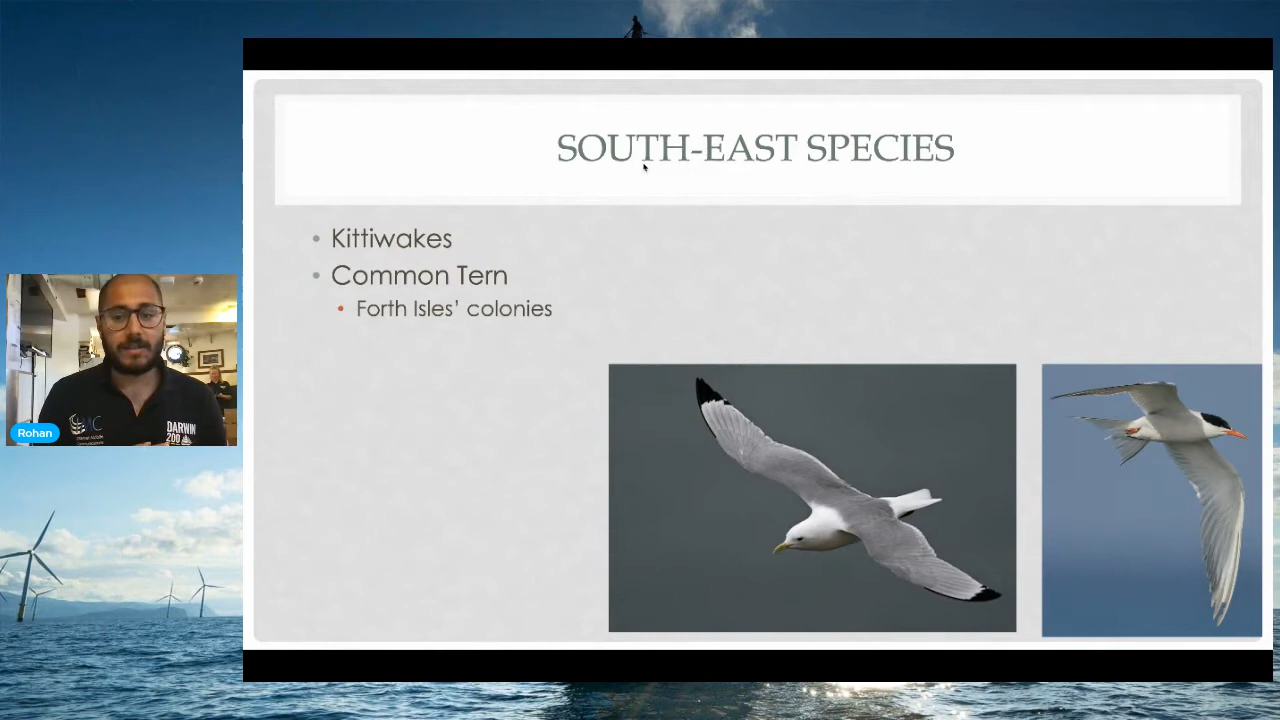 SOUTH-EAST SPECIES
• Kittiwakes
• Common Tern
• Forth Isles’ colonies
Rohan
DARWIN
200